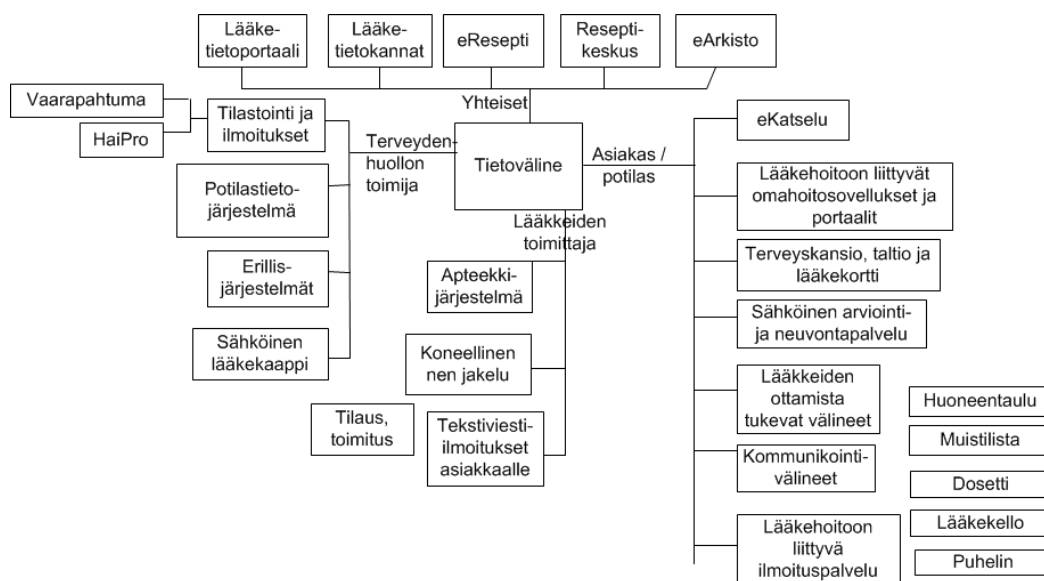 Lääke-
tietoportaali
Lääke-
tietokannat
eResepti
Resepti-
keskus
eArkisto
Yhteiset
Vaarapahtuma
HaiPro
Tilastointi ja
ilmoitukset
Terveyden-
huollon
toimija
Tietoväline
Asiakas /
potilas
Potilastieto-
järjestelmä
Erillis-
järjestelmät
Sähköinen
lääkekaappi
Lääkkeiden
toimittaja
Apteekki-
järjestelmä
Koneellinen
nen jakelu
Tilaus,
toimitus
Tekstiviesti-
ilmoitukset
asiakkaalle
eKatselu
Lääkehoitoon liittyvät
omahoitosovellukset ja
portaalit
Terveyskansio, taltio ja
lääkekortti
Sähköinen arviointi-
ja neuvontapalvelu
Lääkkeiden
ottamista
tukevat välineet
Kommunikointi-
välineet
Lääkehoitoon
liittyvä
ilmoituspalvelu
Huoneentaulu
Muistilista
Dosetti
Lääkekello
Puhelin